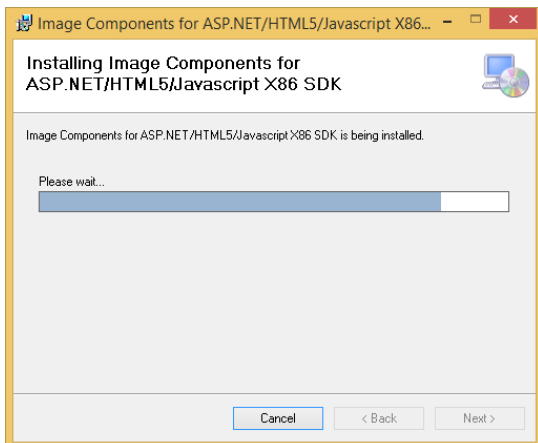 Image Components for ASP.NET/HTML5/Javascript X86...
Installing Image Components for
ASP.NET/HTML5/Javascript X86 SDK
Image Components for ASP.NET/HTML5/Javascript X86 SDK is being installed.
Please wait...
Cancel
< Back
Next >